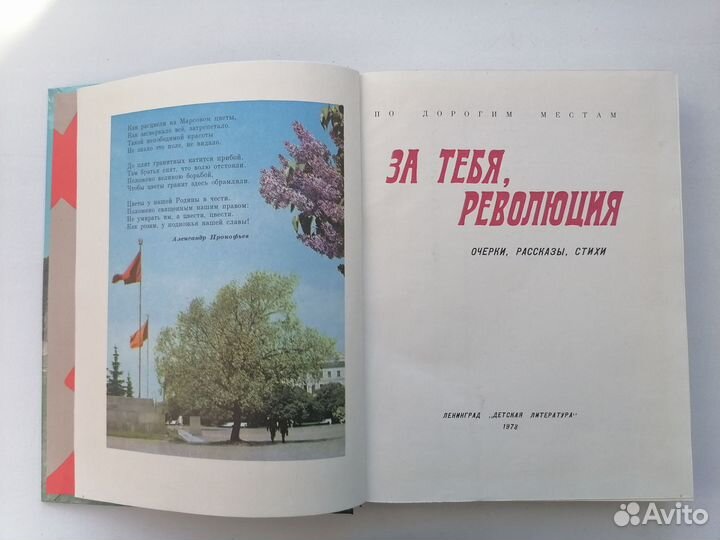 Как расцвели на Марсовом цветы,
Как засверкало всё, затрепетало.
Такой непобедимой красоты
Не знало это поле, не видало.
До плит гранитных катится прибой.
Там братья спят, что волю отстояли.
Положено великою борьбой,
Чтобы цветы гранит здесь обрамляли.
Цветы у нашей Родины в чести.
Положено священным нашим правом:
Не умирать им, а цвести, цвести,
Как розам, у подножья нашей славы!
Александр Прокофьев
ПО ДОРОГИМ МЕСТАМ
ЗА ТЕБЯ,
РЕВОЛЮЦИЯ
ОЧЕРКИ, РАССКАЗЫ, СТИХИ
ЛЕНИНГРАД „ДЕТСКАЯ ЛИТЕРАТУРА"
1978
Avito